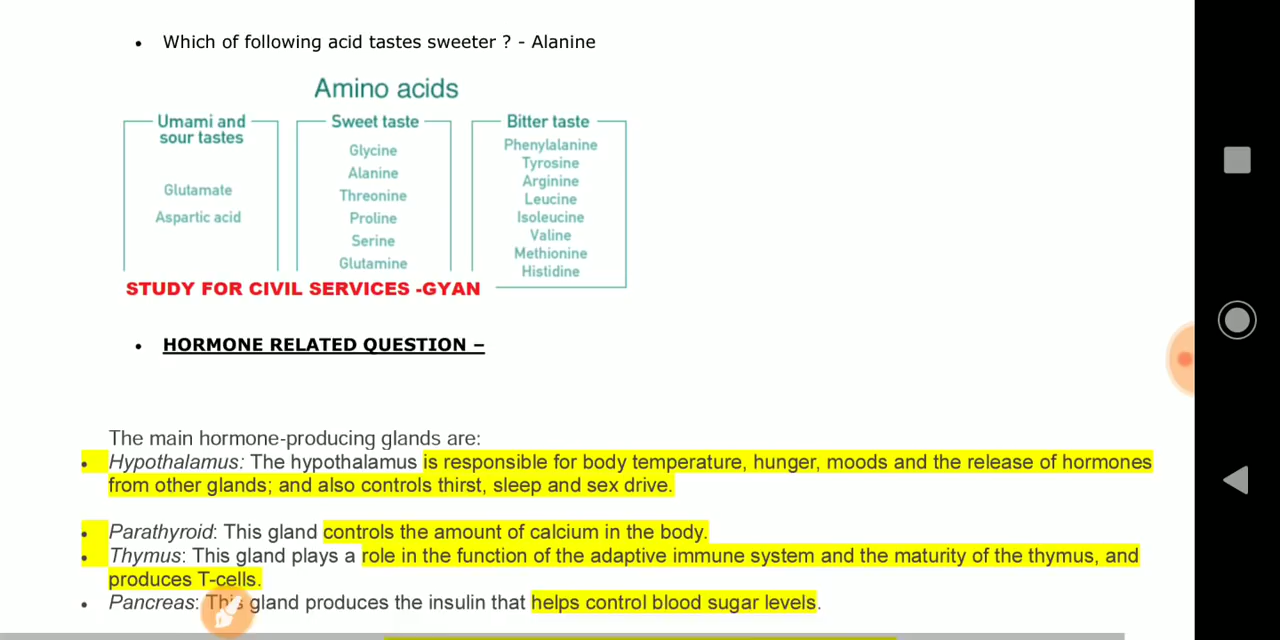 • Which of following acid tastes sweeter ? - Alanine
Amino acids
Umami and
sour tastes
Glutamate
Aspartic acid
Sweet taste
Glycine
Alanine
Threonine
Proline
Serine
Glutamine
Bitter taste
Phenylalanine
Tyrosine
Arginine
Leucine
Isoleucine
Valine
Methionine
Histidine
STUDY FOR CIVIL SERVICES -GYAN
• HORMONE RELATED QUESTION –
The main hormone-producing glands are:
• Hypothalamus: The hypothalamus is responsible for body temperature, hunger, moods and the release of hormones
from other glands; and also controls thirst, sleep and sex drive.
• Parathyroid: This gland controls the amount of calcium in the body.
• Thymus: This gland plays a role in the function of the adaptive immune system and the maturity of the thymus, and
produces T-cells.
• Pancreas: This gland produces the insulin that helps control blood sugar levels.